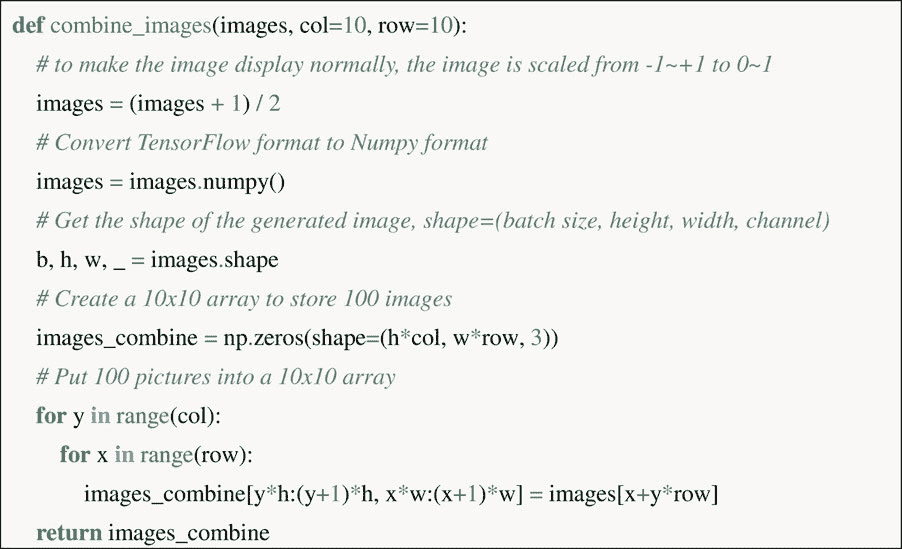 def combine_images(images, col=10, row=10):
    # to make the image display normally, the image is scaled from -1~+1 to 0~1
    images = (images + 1) / 2
    # Convert TensorFlow format to Numpy format
    images = images.numpy()
    # Get the shape of the generated image, shape=(batch size, height, width, channel)
    b, h, w, _ = images.shape
    # Create a 10x10 array to store 100 images
    images_combine = np.zeros(shape=(h*col, w*row, 3))
    # Put 100 pictures into a 10x10 array
    for y in range(col):
        for x in range(row):
            images_combine[y*h:(y+1)*h, x*w:(x+1)*w] = images[x+y*row]
    return images_combine